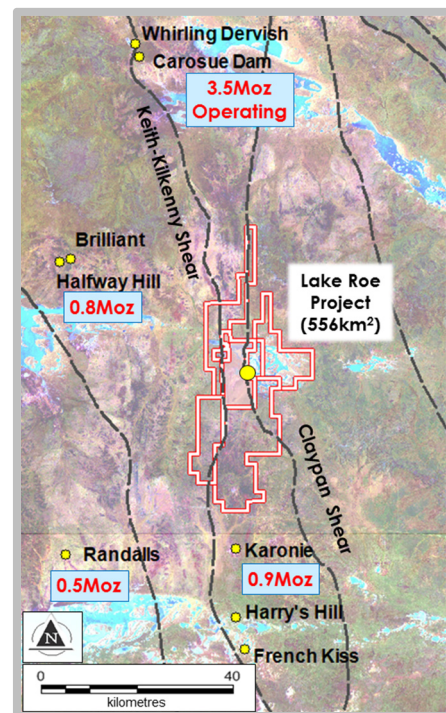 Whirling Dervish
Carosue Dam
3.5Moz
Operating
Keith-Kilkenny Shear
Brilliant
Halfway Hill
0.8Moz
Lake Roe
Project
(556km²)
Claypan Shear
Randalls
0.5Moz
Karonie
0.9Moz
Harry's Hill
French Kiss
N
0 40
kilometres